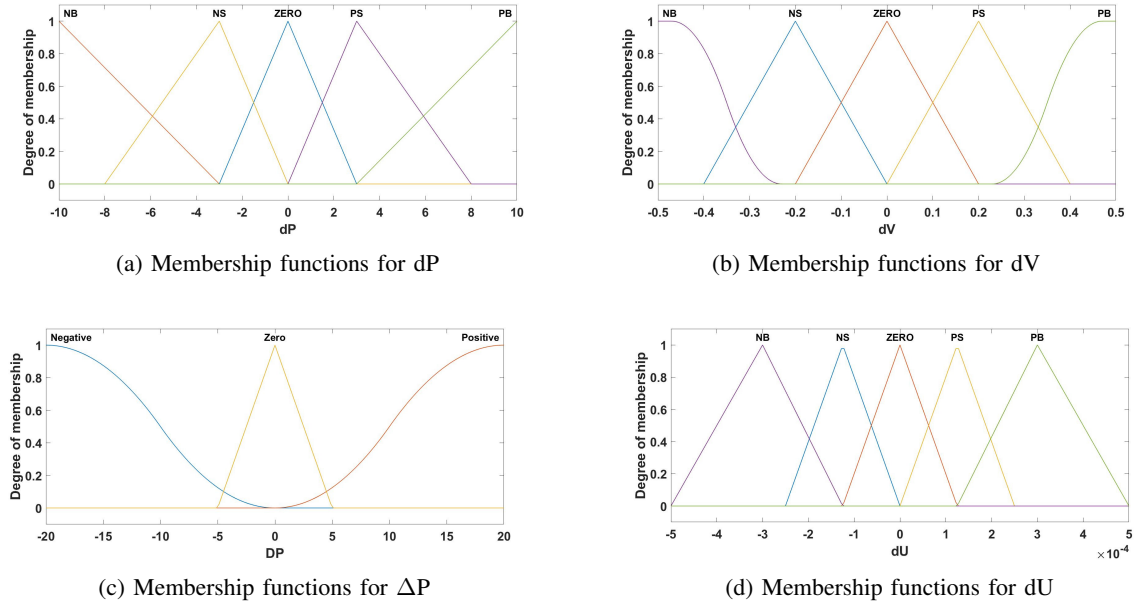 NB NS ZERO PS PB
Degree of membership
1
0.8
0.6
0.4
0.2
0
-10 -8 -6 -4 -2 0 2 4 6 8 10
dP
(a) Membership functions for dP
NB NS ZERO PS PB
Degree of membership
1
0.8
0.6
0.4
0.2
0
-0.5 -0.4 -0.3 -0.2 -0.1 0 0.1 0.2 0.3 0.4 0.5
dV
(b) Membership functions for dV
Negative Zero Positive
Degree of membership
1
0.8
0.6
0.4
0.2
0
-20 -15 -10 -5 0 5 10 15 20
DP
(c) Membership functions for ΔP
NB NS ZERO PS PB
Degree of membership
1
0.8
0.6
0.4
0.2
0
-5 -4 -3 -2 -1 0 1 2 3 4 5
dU ×10⁻⁴
(d) Membership functions for dU